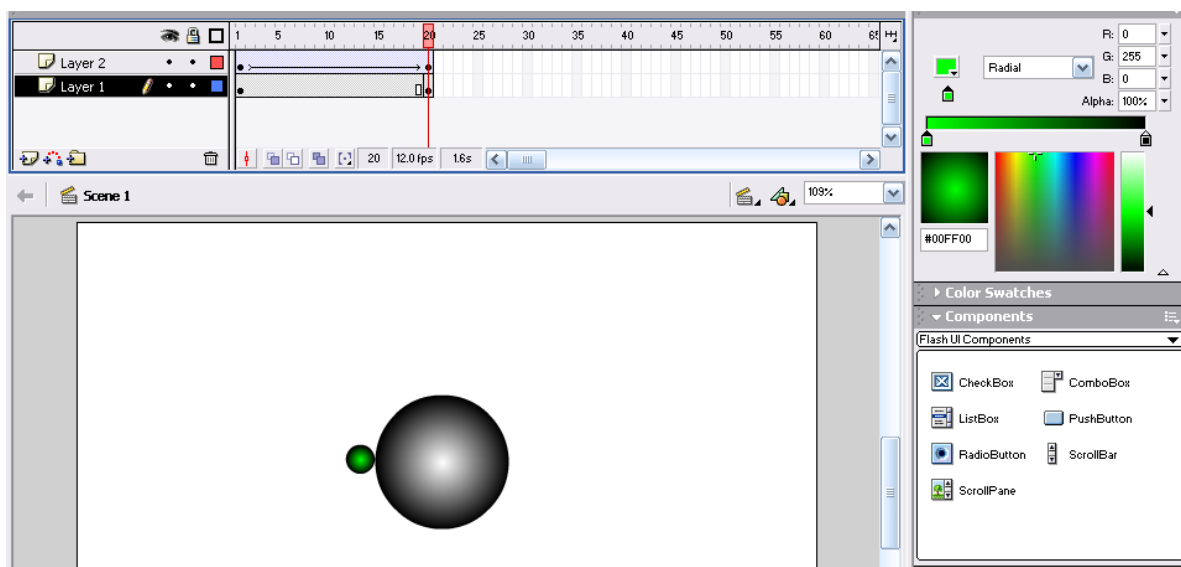 1 5 10 15 20 25 30 35 40 45 50 55 60 65
Layer 2
Layer 1
20 12.0 fps 1.6s
Scene 1
109%
R: 0
Radial
G: 255
B: 0
Alpha: 100%
#00FF00
Color Swatches
Components
Flash UI Components
CheckBox ComboBox
ListBox PushButton
RadioButton ScrollBar
ScrollPane